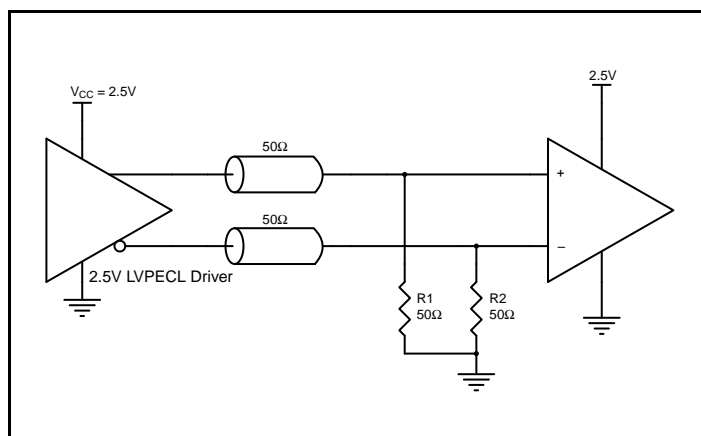 V_CC = 2.5V
2.5V
50Ω
+
50Ω
–
2.5V LVPECL Driver
R1
50Ω
R2
50Ω